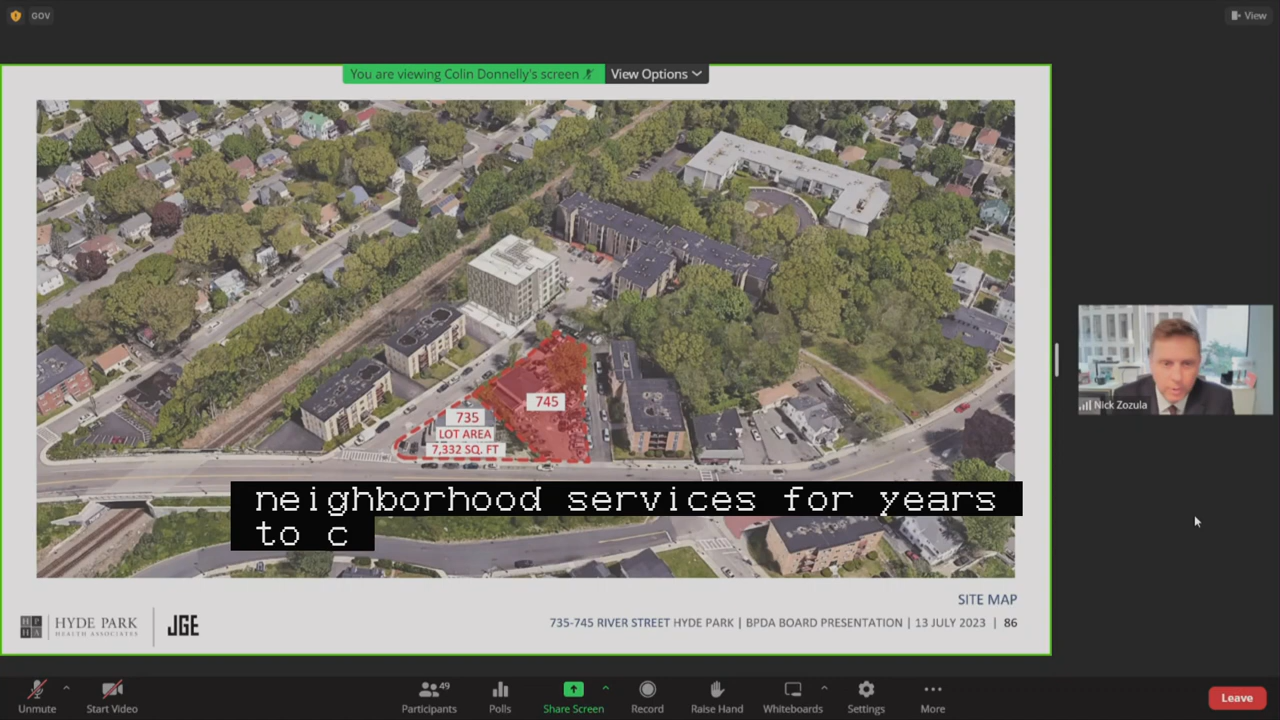 GOV
View
You are viewing Colin Donnelly's screen
View Options
745
735
LOT AREA
7,332 SQ. FT
Nick Zozula
neighborhood services for years
to c
SITE MAP
HYDE PARK
HEALTH ASSOCIATES
JGE
735-745 RIVER STREET HYDE PARK | BPDA BOARD PRESENTATION | 13 JULY 2023 | 86
49
Unmute
Start Video
Participants
Polls
Share Screen
Record
Raise Hand
Whiteboards
Settings
More
Leave